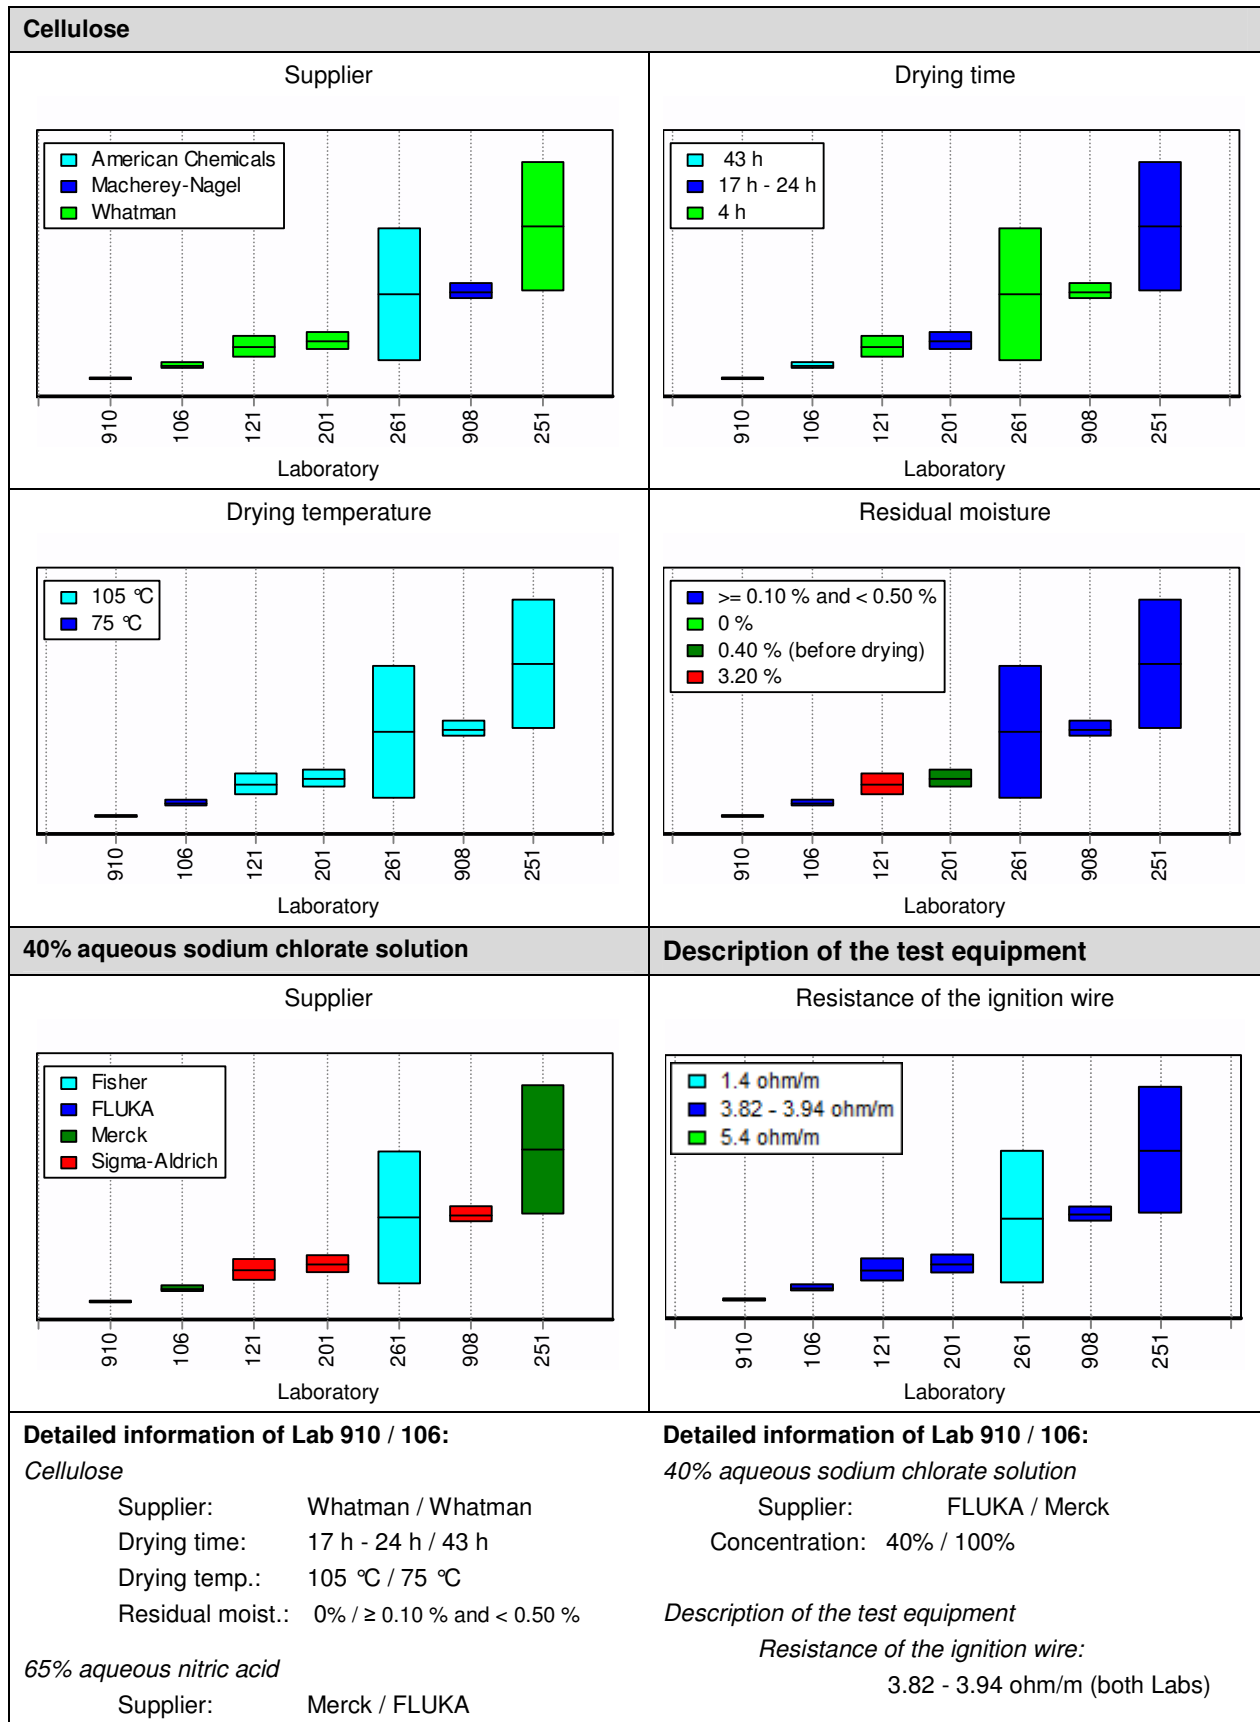 Cellulose
Supplier
American Chemicals
Macherey-Nagel
Whatman
910
106
121
201
261
908
251
Laboratory
Drying time
43 h
17 h - 24 h
4 h
910
106
121
201
261
908
251
Laboratory
Drying temperature
105 °C
75 °C
910
106
121
201
261
908
251
Laboratory
Residual moisture
>= 0.10 % and < 0.50 %
0 %
0.40 % (before drying)
3.20 %
910
106
121
201
261
908
251
Laboratory
40% aqueous sodium chlorate solution
Supplier
Fisher
FLUKA
Merck
Sigma-Aldrich
910
106
121
201
261
908
251
Laboratory
Description of the test equipment
Resistance of the ignition wire
1.4 ohm/m
3.82 - 3.94 ohm/m
5.4 ohm/m
910
106
121
201
261
908
251
Laboratory
Detailed information of Lab 910 / 106:
Cellulose
Supplier: Whatman / Whatman
Drying time: 17 h - 24 h / 43 h
Drying temp.: 105 °C / 75 °C
Residual moist.: 0% / ≥ 0.10 % and < 0.50 %
65% aqueous nitric acid
Supplier: Merck / FLUKA
Detailed information of Lab 910 / 106:
40% aqueous sodium chlorate solution
Supplier: FLUKA / Merck
Concentration: 40% / 100%
Description of the test equipment
Resistance of the ignition wire:
3.82 - 3.94 ohm/m (both Labs)